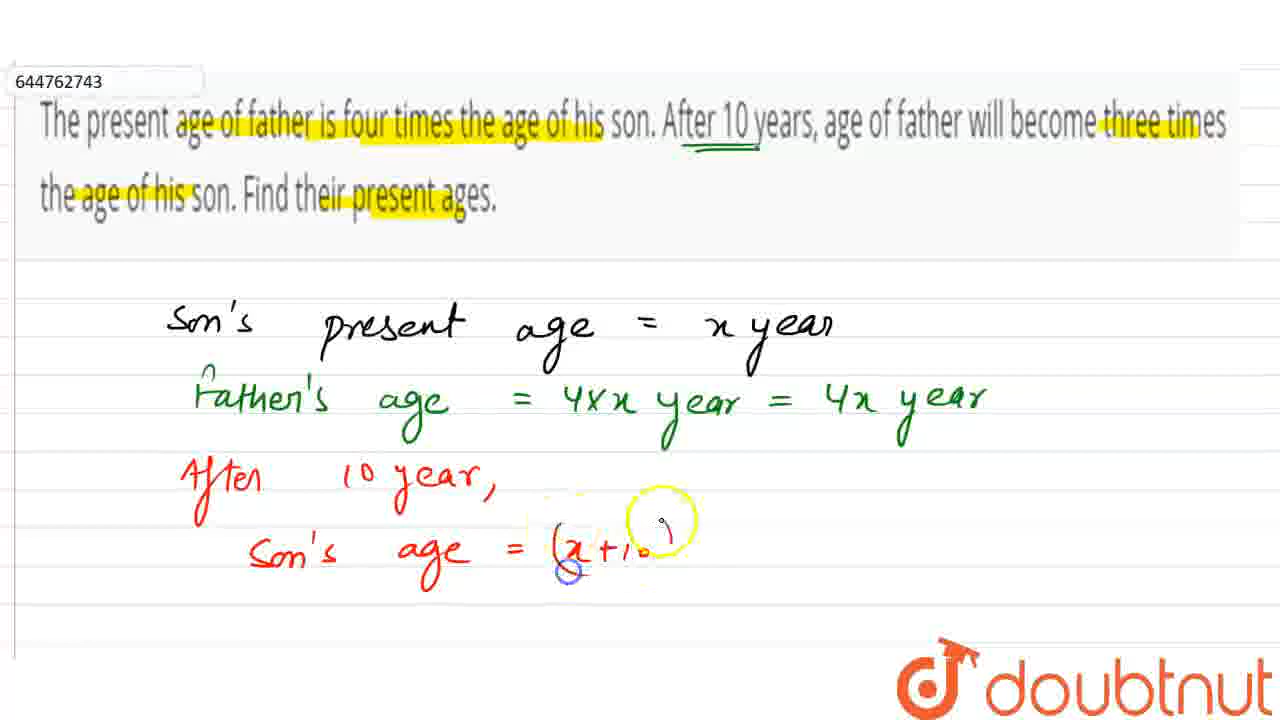 644762743
The present age of father is four times the age of his son. After 10 years, age of father will become three times
the age of his son. Find their present ages.
Son's present age = x year
Father's age = 4×x year = 4x year
After 10 year,
Son's age = (x+10)
doubtnut